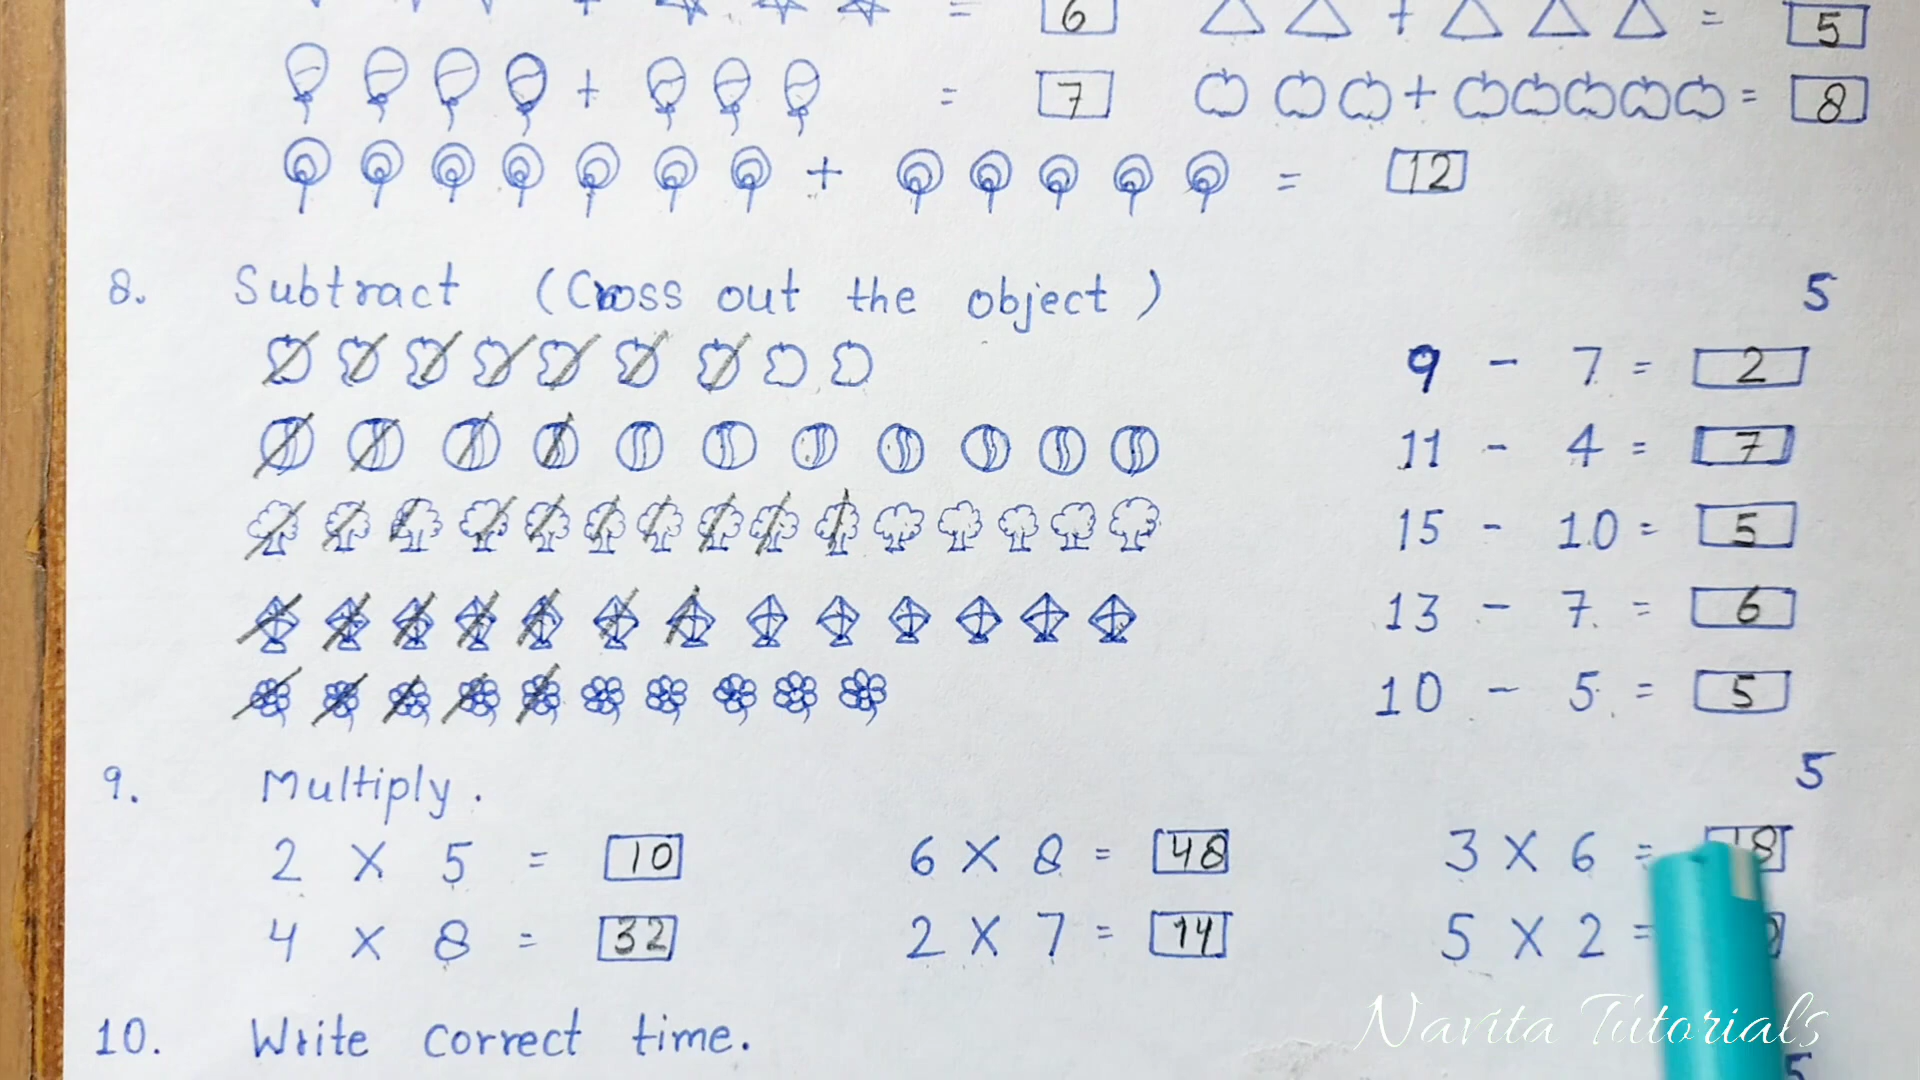 + = 6 + = 5
+ = 7 + = 8
+ = 12
8. Subtract (Cross out the object) 5
9 - 7 = 2
11 - 4 = 7
15 - 10 = 5
13 - 7 = 6
10 - 5 = 5
9. Multiply. 5
2 X 5 = 10 6 X 8 = 48 3 X 6 = 18
4 X 8 = 32 2 X 7 = 14 5 X 2 =
10. Write correct time. 5
Navita Tutorials